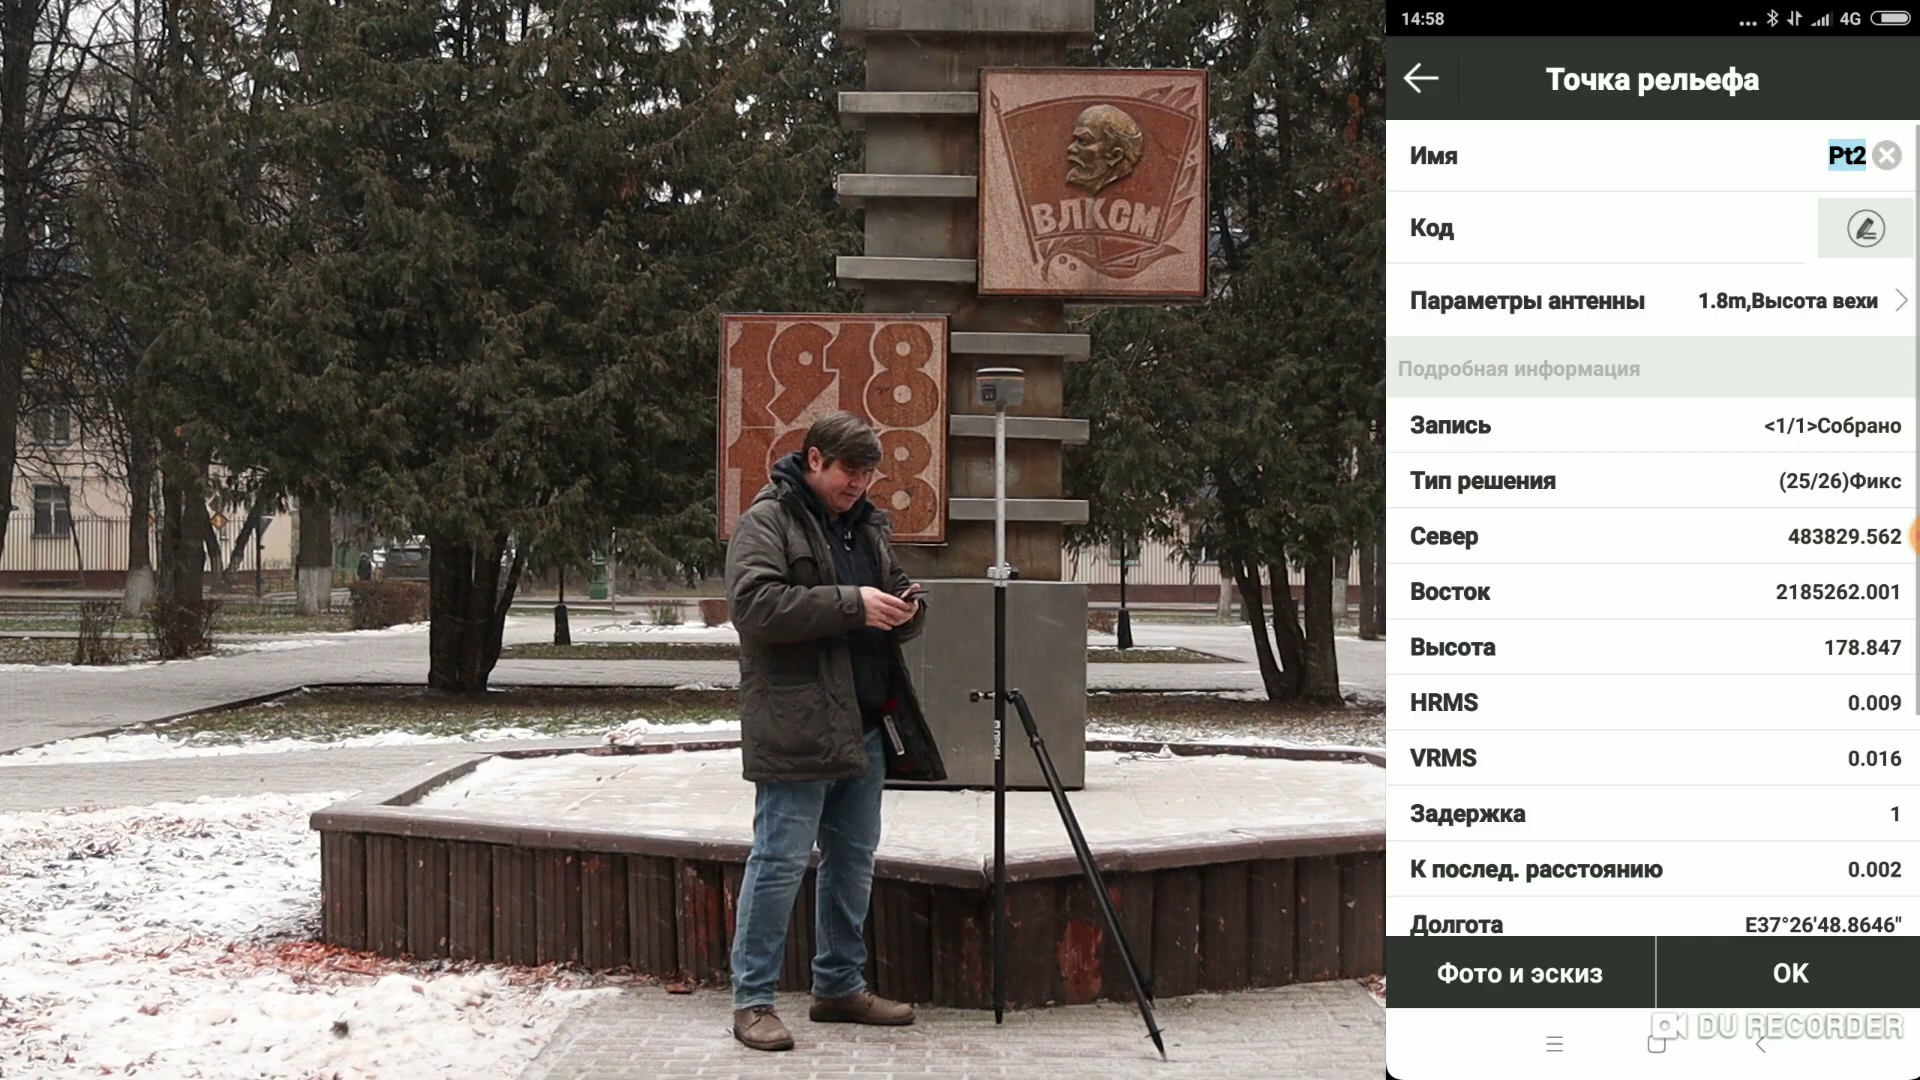 ВЛКСМ
1918
14:58
4G
Точка рельефа
Имя
Pt2
Код
Параметры антенны
1.8m,Высота вехи
Подробная информация
Запись
<1/1>Собрано
Тип решения
(25/26)Фикс
Север
483829.562
Восток
2185262.001
Высота
178.847
HRMS
0.009
VRMS
0.016
Задержка
1
К послед. расстоянию
0.002
Долгота
E37°26'48.8646"
Фото и эскиз
OK
DU RECORDER